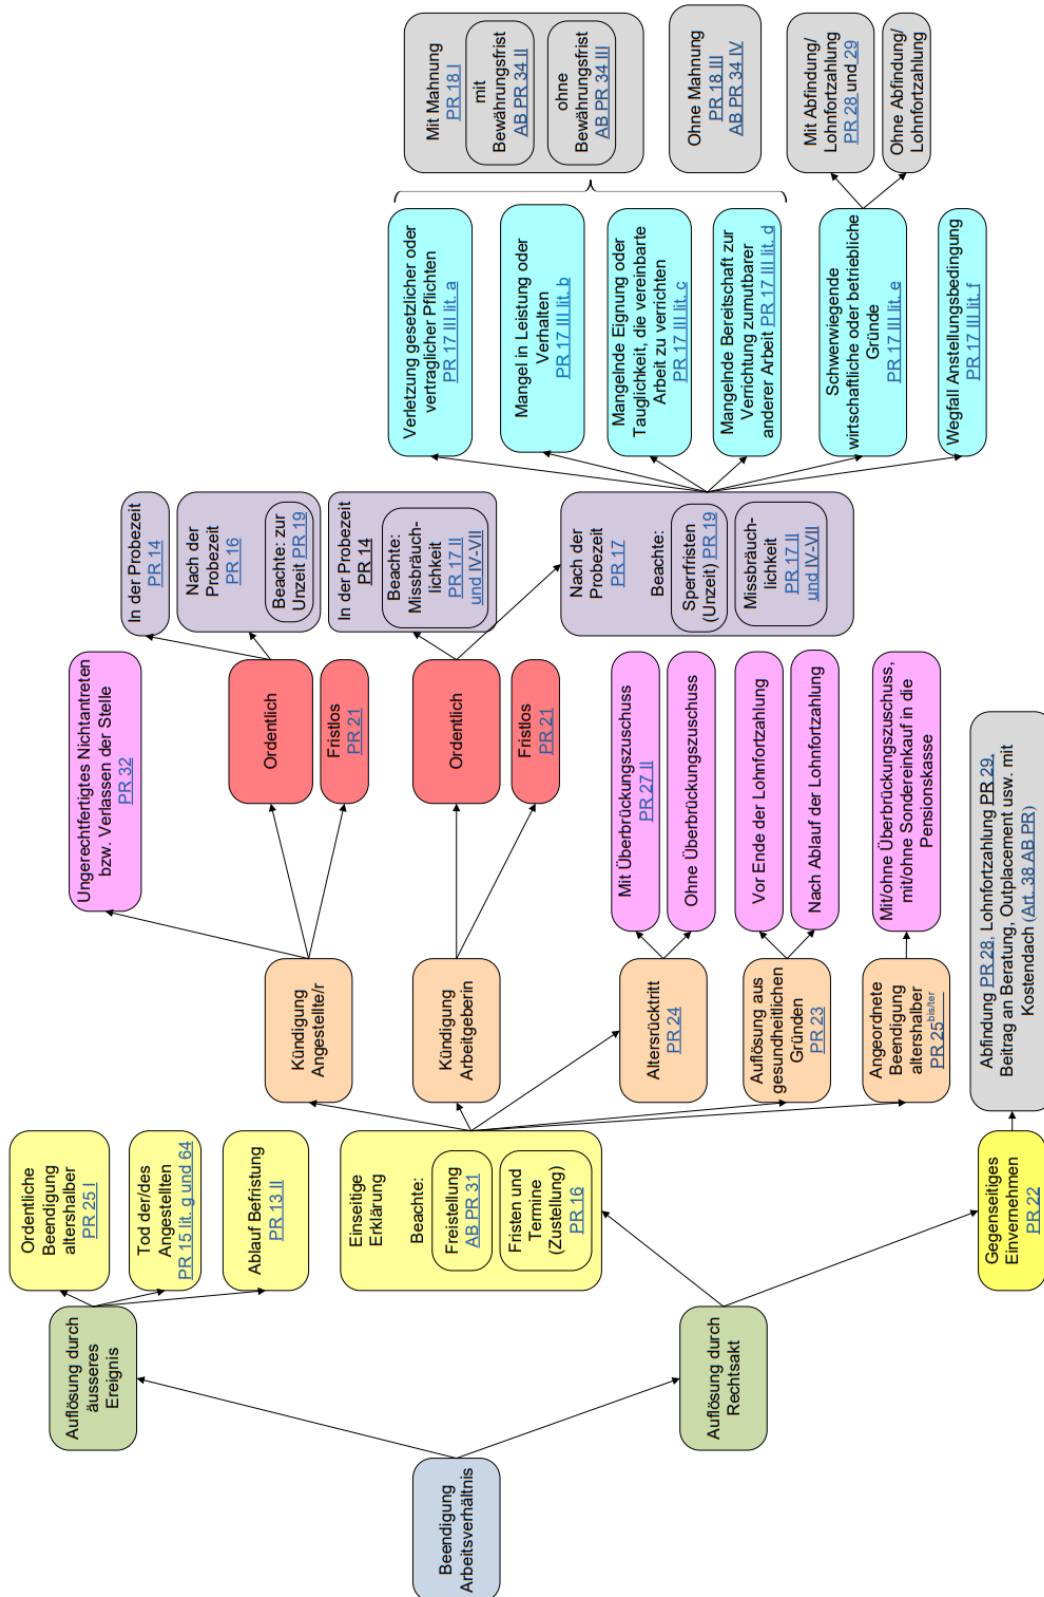 Beendigung
Arbeitsverhältnis
Auflösung durch
äusseres
Ereignis
Auflösung durch
Rechtsakt
Ordentliche
Beendigung
altershalber
PR 25 I
Tod der/des
Angestellten
PR 15 lit. g und 64
Ablauf Befristung
PR 13 II
Einseitige
Erklärung
Beachte:
Freistellung
AB PR 31
Fristen und
Termine
(Zustellung)
PR 16
Gegenseitiges
Einvernehmen
PR 22
Kündigung
Angestellte/r
Kündigung
Arbeitgeberin
Altersrücktritt
PR 24
Auflösung aus
gesundheitlichen
Gründen
PR 23
Angeordnete
Beendigung
altershalber
PR 25bis/ter
Abfindung PR 28, Lohnfortzahlung PR 29,
Beitrag an Beratung, Outplacement usw. mit
Kostendach (Art. 38 AB PR)
Ungerechtfertigtes Nichtantreten
bzw. Verlassen der Stelle
PR 32
Ordentlich
Fristlos
PR 21
Ordentlich
Fristlos
PR 21
Mit Überbrückungszuschuss
PR 27 II
Ohne Überbrückungszuschuss
Vor Ende der Lohnfortzahlung
Nach Ablauf der Lohnfortzahlung
Mit/ohne Überbrückungszuschuss,
mit/ohne Sondereinkauf in die
Pensionskasse
In der Probezeit
PR 14
Nach der
Probezeit
PR 16
Beachte: zur
Unzeit PR 19
In der Probezeit
PR 14
Beachte:
Missbräuch-
lichkeit
PR 17 II
und IV-VII
Nach der
Probezeit
PR 17
Beachte:
Sperrfristen
(Unzeit) PR 19
Missbräuch-
lichkeit
PR 17 II
und IV-VII
Verletzung gesetzlicher oder
vertraglicher Pflichten
PR 17 III lit. a
Mangel in Leistung oder
Verhalten
PR 17 III lit. b
Mangelnde Eignung oder
Tauglichkeit, die vereinbarte
Arbeit zu verrichten
PR 17 III lit. c
Mangelnde Bereitschaft zur
Verrichtung zumutbarer
anderer Arbeit PR 17 III lit. d
Schwerwiegende
wirtschaftliche oder betriebliche
Gründe
PR 17 III lit. e
Wegfall Anstellungsbedingung
PR 17 III lit. f
Mit Mahnung
PR 18 I
mit
Bewährungsfrist
AB PR 34 II
ohne
Bewährungsfrist
AB PR 34 III
Ohne Mahnung
PR 18 III
AB PR 34 IV
Mit Abfindung/
Lohnfortzahlung
PR 28 und 29
Ohne Abfindung/
Lohnfortzahlung